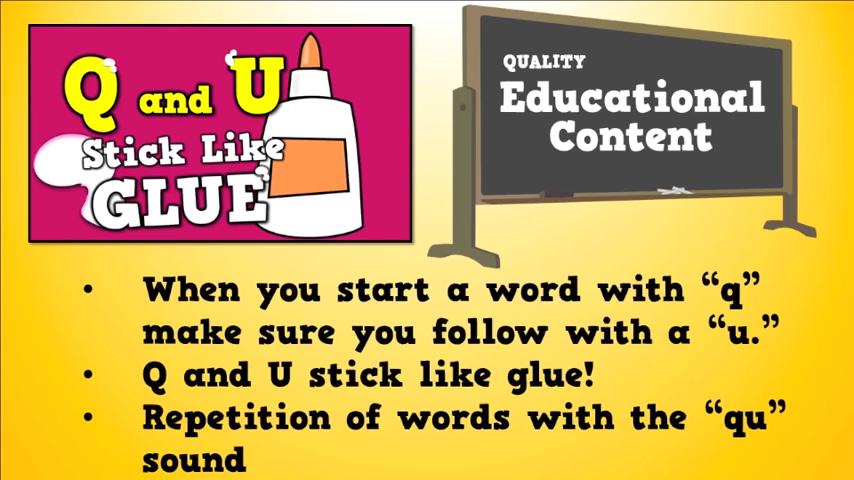 Q and U
Stick Like
GLUE
QUALITY
Educational
Content
• When you start a word with “q”
make sure you follow with a “u.”
• Q and U stick like glue!
• Repetition of words with the “qu”
sound